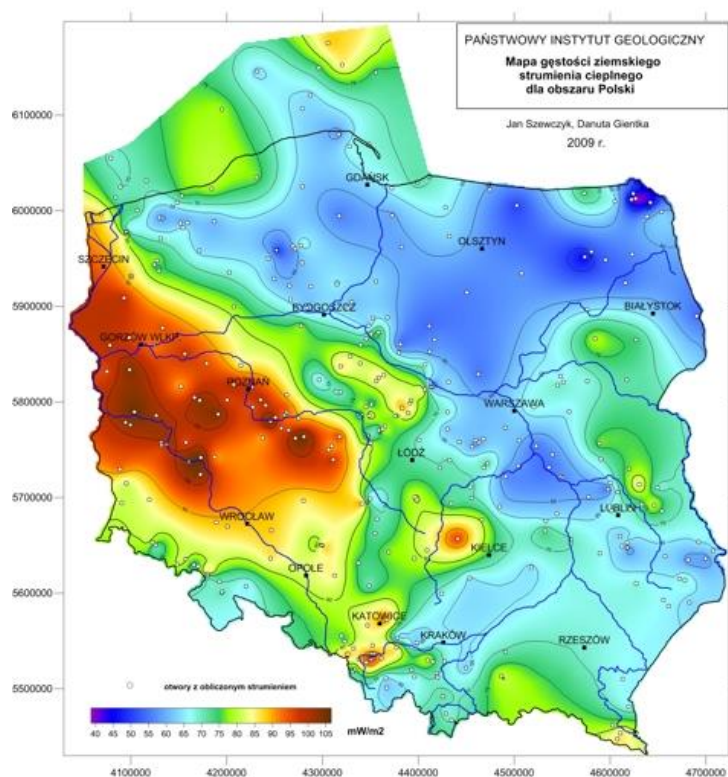 PAŃSTWOWY INSTYTUT GEOLOGICZNY
Mapa gęstości ziemskiego
strumienia cieplnego
dla obszaru Polski
Jan Szewczyk, Danuta Gientka
2009 r.
6100000
GDAŃSK
6000000
OLSZTYN
SZCZECIN
5900000
BYDGOSZCZ
BIAŁYSTOK
GORZÓW WLKP
POZNAŃ
5800000
WARSZAWA
ŁÓDŹ
5700000
WROCŁAW
LUBLIN
KIELCE
OPOLE
5600000
KATOWICE
KRAKÓW
RZESZÓW
5500000
otwory z obliczonym strumieniem
40 45 50 55 60 65 70 75 80 85 90 95 100 105
mW/m2
4100000 4200000 4300000 4400000 4500000 4600000 4700000